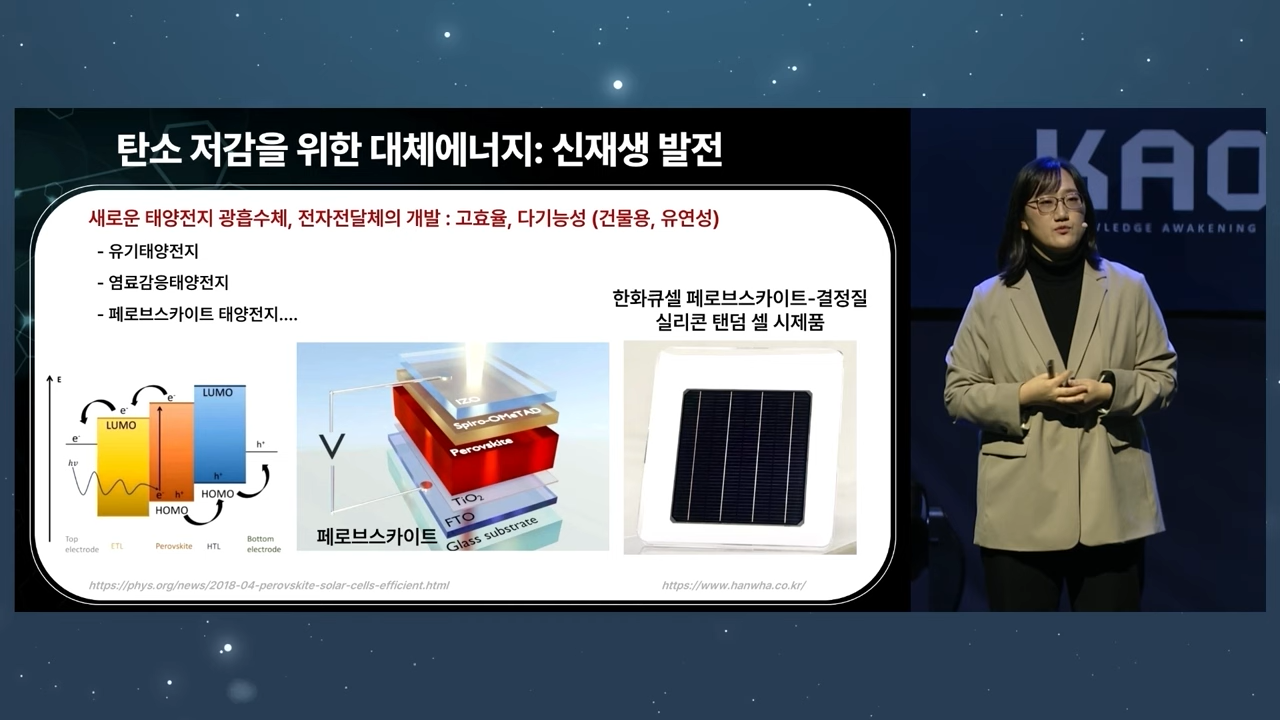 탄소 저감을 위한 대체에너지: 신재생 발전
새로운 태양전지 광흡수체, 전자전달체의 개발 : 고효율, 다기능성 (건물용, 유연성)
- 유기태양전지
- 염료감응태양전지
- 페로브스카이트 태양전지....
한화큐셀 페로브스카이트-결정질
실리콘 탠덤 셀 시제품
E
LUMO
e-
e-
LUMO
e-
h+
hν
h+
e- h+
HOMO
HOMO
Top
electrode
ETL
Perovskite
HTL
Bottom
electrode
IZO
Spiro-OMeTAD
Perovskite
V
TiO2
FTO
Glass substrate
페로브스카이트
https://phys.org/news/2018-04-perovskite-solar-cells-efficient.html
https://www.hanwha.co.kr/
KAO
WLEDGE AWAKENING